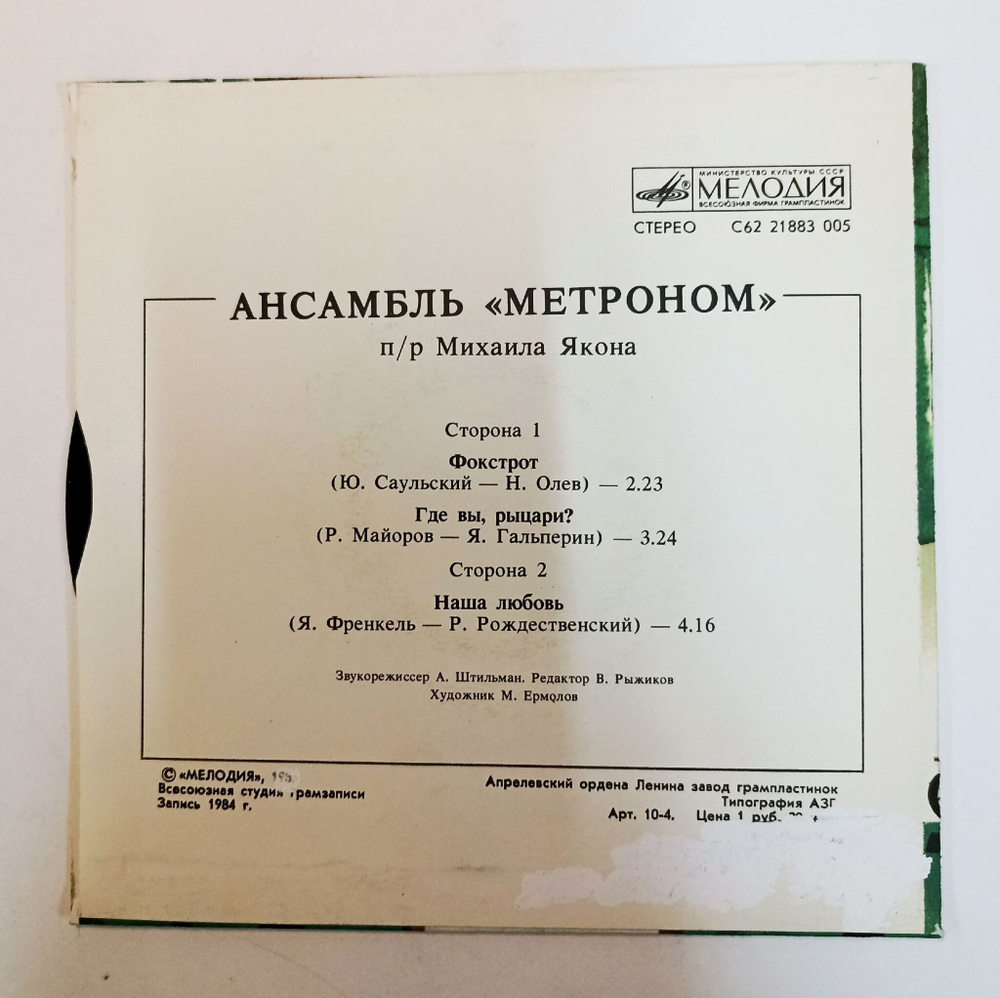 МИНИСТЕРСТВО КУЛЬТУРЫ СССР
МЕЛОДИЯ
ВСЕСОЮЗНАЯ ФИРМА ГРАМПЛАСТИНОК
СТЕРЕО С62 21883 005
АНСАМБЛЬ «МЕТРОНОМ»
п/р Михаила Якона
Сторона 1
Фокстрот
(Ю. Саульский — Н. Олев) — 2.23
Где вы, рыцари?
(Р. Майоров — Я. Гальперин) — 3.24
Сторона 2
Наша любовь
(Я. Френкель — Р. Рождественский) — 4.16
Звукорежиссер А. Штильман. Редактор В. Рыжиков
Художник М. Ермолов
© «МЕЛОДИЯ»,
Всесоюзная студия грамзаписи
Запись 1984 г.
Апрелевский ордена Ленина завод грампластинок
Типография АЗГ
Арт. 10-4. Цена 1 руб.